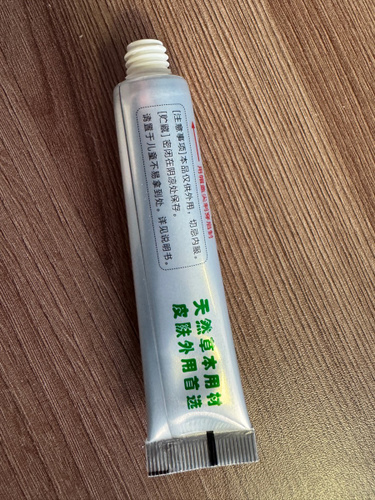 [注意事项]本品仅供外用，切忌内服。
[贮藏]密闭在阴凉处保存。
请置于儿童不易拿到处。详见说明书。
天然草本用材
皮肤外用首选